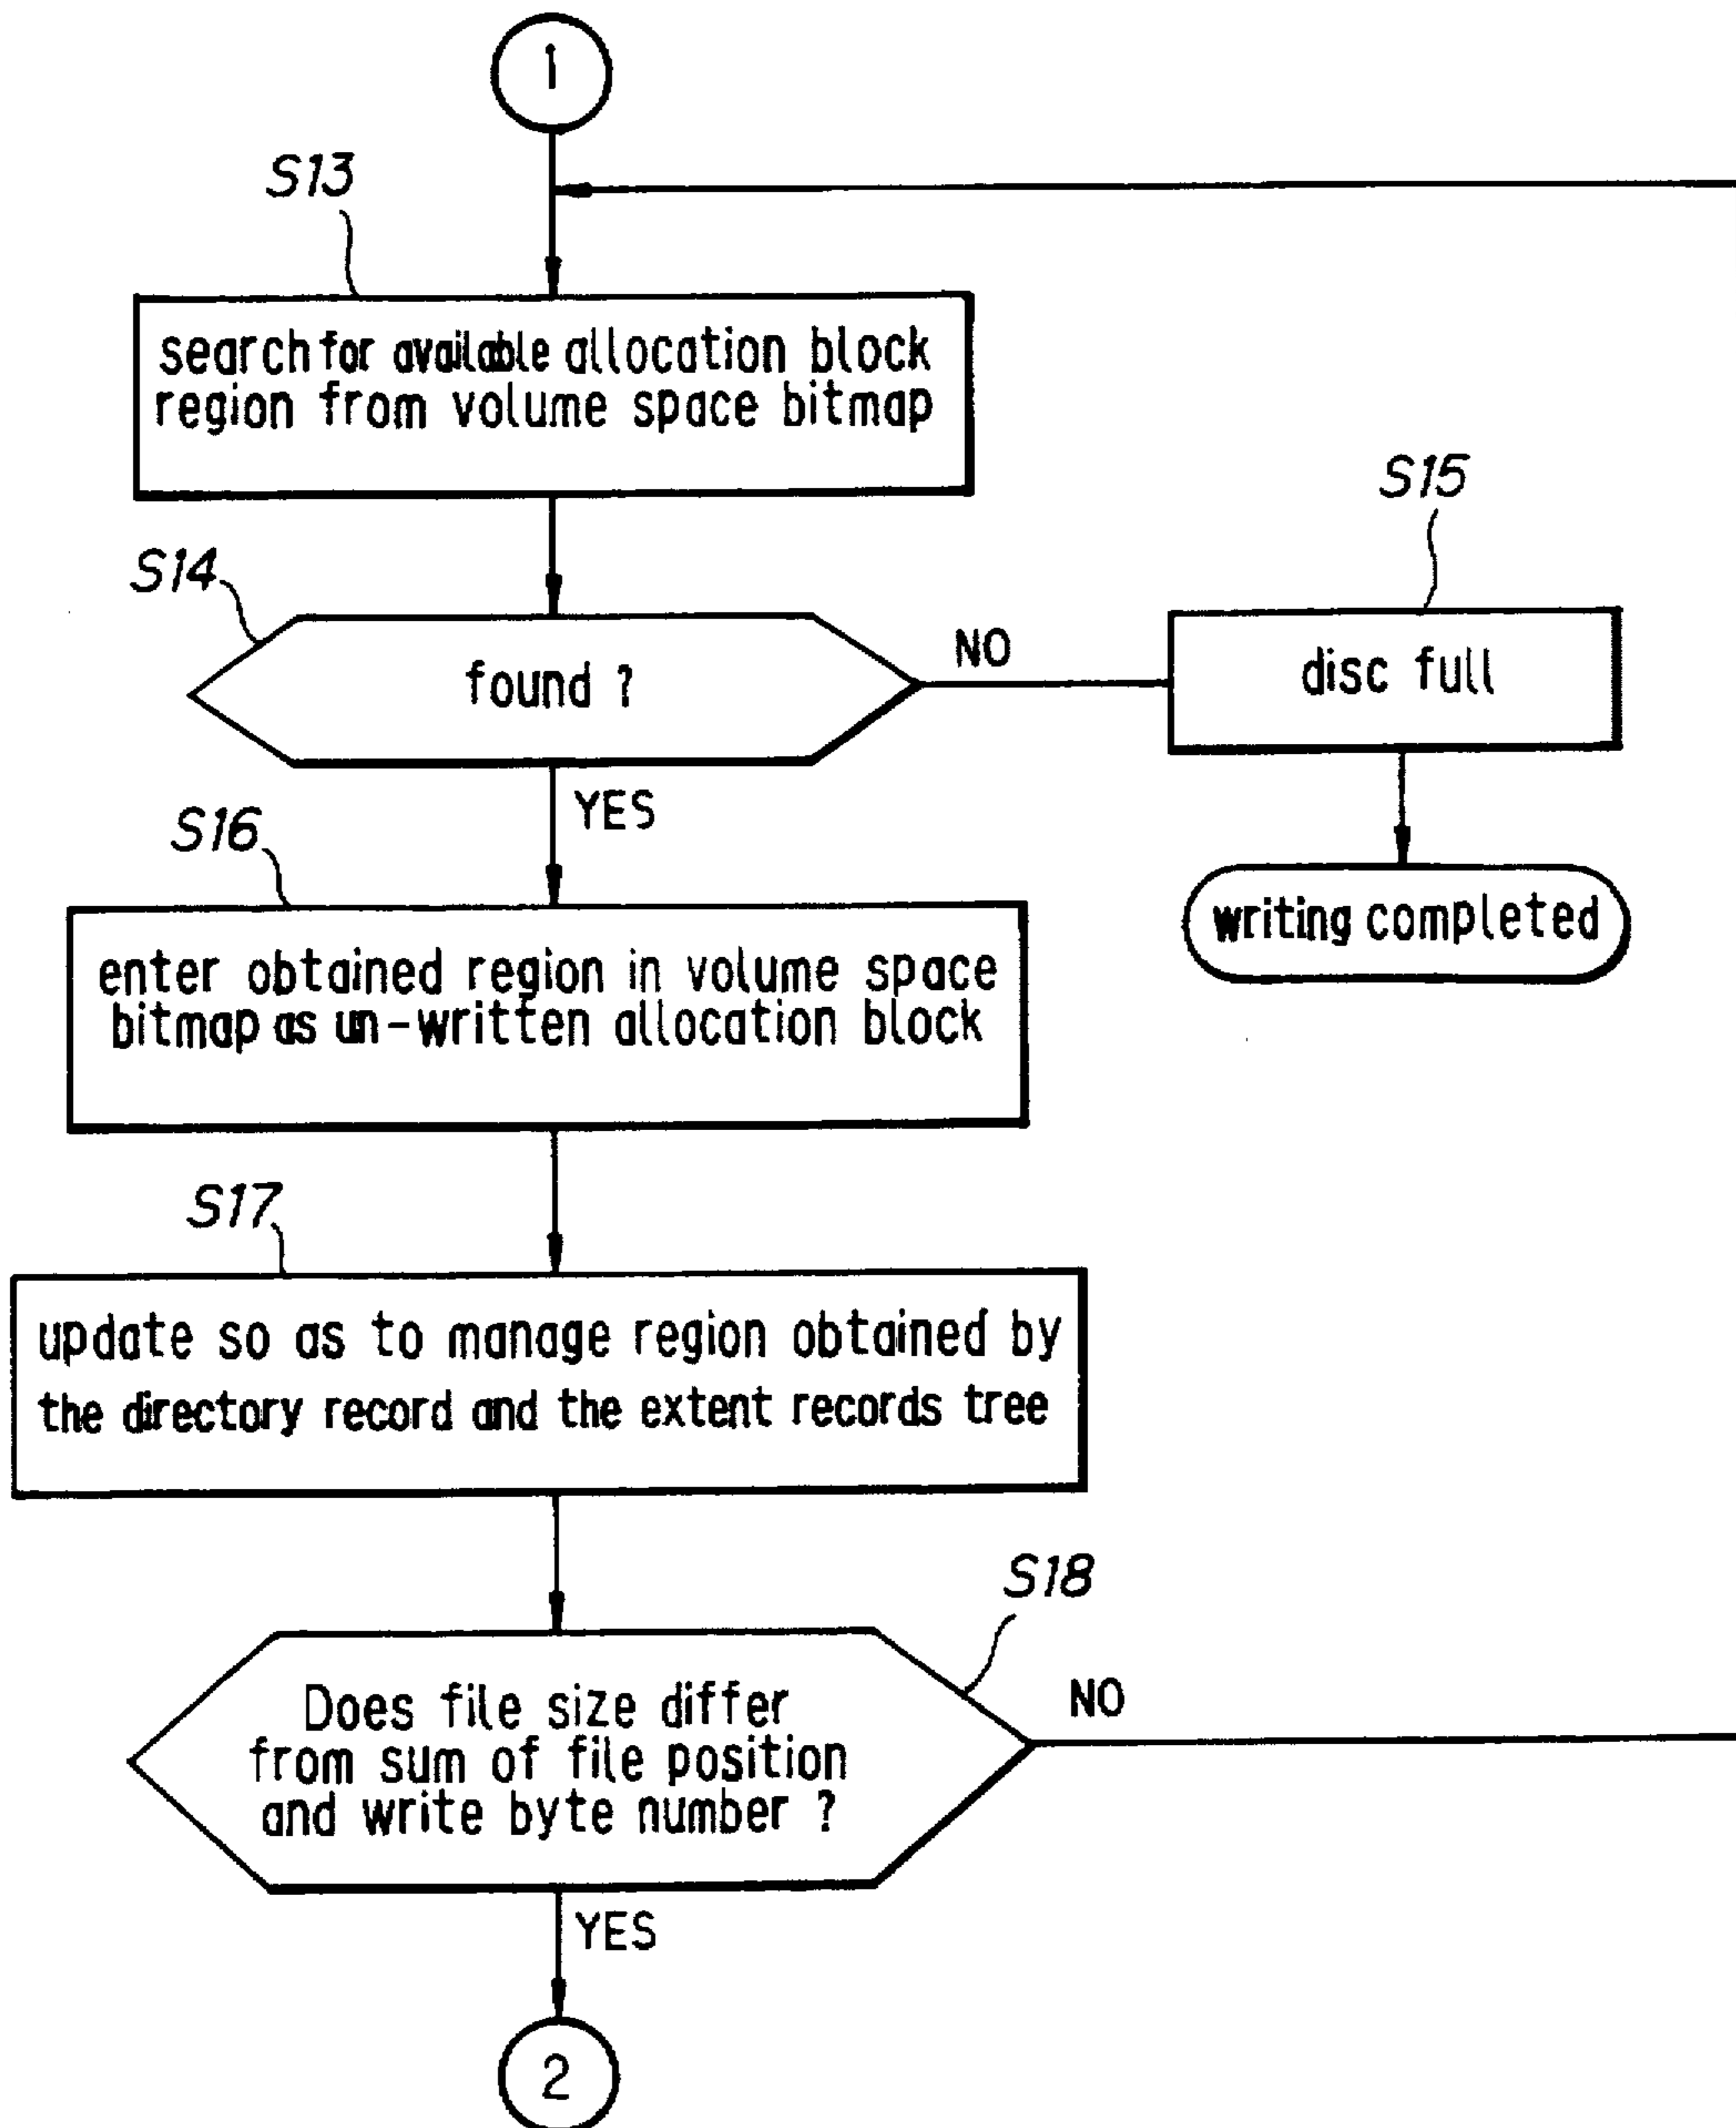 1
S13
search for available allocation block
region from volume space bitmap
S14
found ?
NO
S15
disc full
YES
writing completed
S16
enter obtained region in volume space
bitmap as un-written allocation block
S17
update so as to manage region obtained by
the directory record and the extent records tree
S18
Does file size differ
from sum of file position
and write byte number ?
NO
YES
2